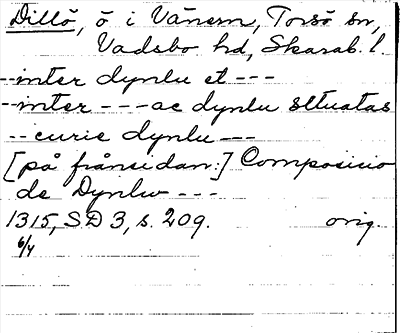 Dillö, ö i Vänern, Torsö sn,
Vadsbo hd, Skarab. l.
--inter dynlu et ---
--inter --- ac dynlu sltuatas
-- curie dynlu ---
[på frånsidan:] Composicio
de Dynlw ---
1315, SD 3, s. 209. orig.
6/4